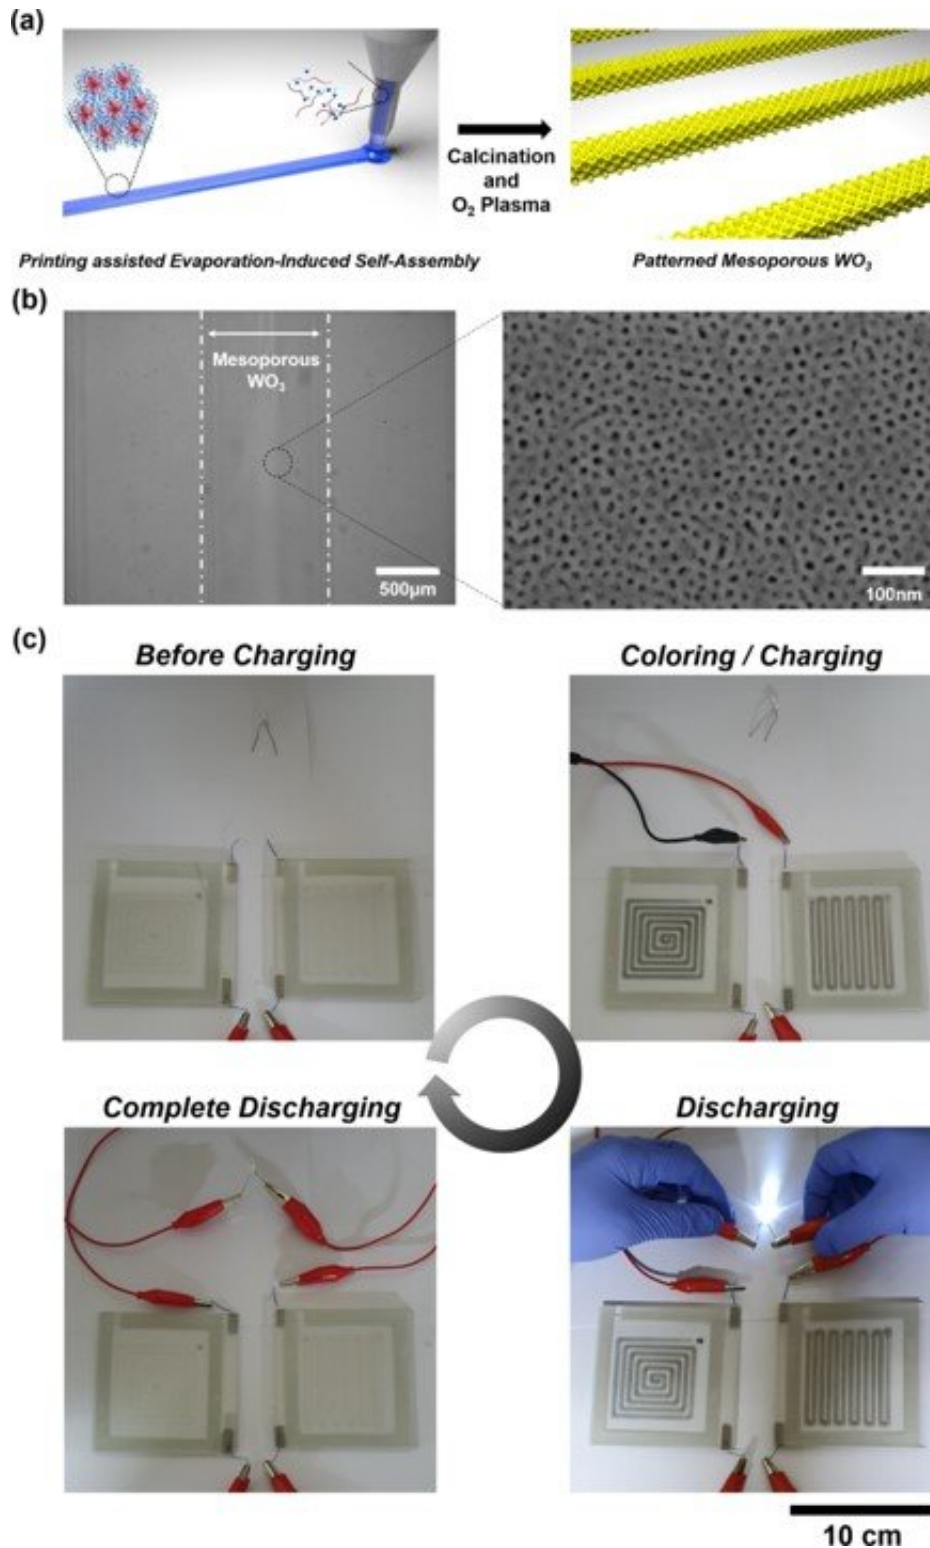 (a)
Calcination
and
O₂ Plasma
Printing assisted Evaporation-Induced Self-Assembly
Patterned Mesoporous WO₃
(b)
Mesoporous
WO₃
500μm
100nm
(c)
Before Charging
Coloring / Charging
Complete Discharging
Discharging
10 cm